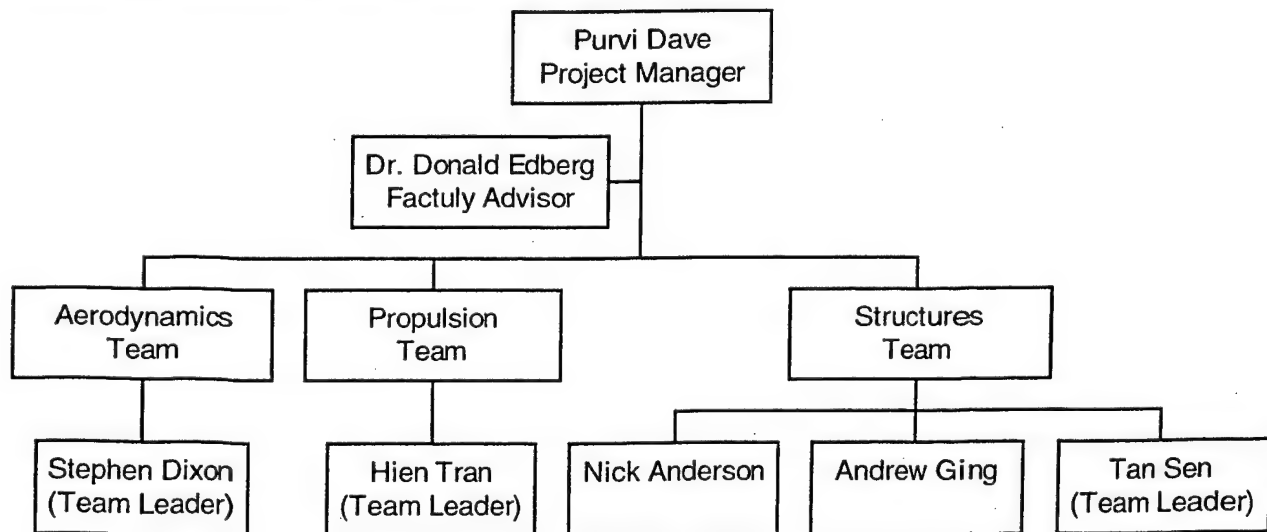 Purvi Dave
Project Manager
Dr. Donald Edberg
Factuly Advisor
Aerodynamics
Team
Propulsion
Team
Structures
Team
Stephen Dixon
(Team Leader)
Hien Tran
(Team Leader)
Nick Anderson
Andrew Ging
Tan Sen
(Team Leader)